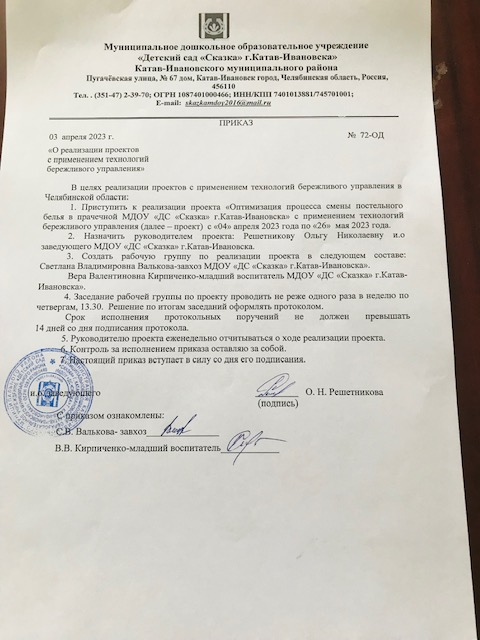 Муниципальное дошкольное образовательное учреждение
«Детский сад «Сказка» г.Катав-Ивановска»
Катав-Ивановского муниципального района
Пугачёвская улица, № 67 дом, Катав-Ивановск город, Челябинская область, Россия,
456110
Тел. . (351-47) 2-39-70; ОГРН 1087401000466; ИНН/КПП 7401013881/745701001;
E-mail: skazkamdoy2016@mail.ru
ПРИКАЗ
03 апреля 2023 г. № 72-ОД
«О реализации проектов
с применением технологий
бережливого управления»
В целях реализации проектов с применением технологий бережливого управления в
Челябинской области:
1. Приступить к реализации проекта «Оптимизация процесса смены постельного
белья в прачечной МДОУ «ДС «Сказка» г.Катав-Ивановска» с применением технологий
бережливого управления (далее – проект) с «04» апреля 2023 года по «26» мая 2023 года.
2. Назначить руководителем проекта: Решетникову Ольгу Николаевну и.о
заведующего МДОУ «ДС «Сказка» г.Катав-Ивановска.
3. Создать рабочую группу по реализации проекта в следующем составе:
Светлана Владимировна Валькова-завхоз МДОУ «ДС «Сказка» г.Катав-Ивановска».
Вера Валентиновна Кирпиченко-младший воспитатель МДОУ «ДС «Сказка» г.Катав-
Ивановска».
4. Заседание рабочей группы по проекту проводить не реже одного раза в неделю по
четвергам, 13.30. Решение по итогам заседаний оформлять протоколом.
Срок исполнения протокольных поручений не должен превышать
14 дней со дня подписания протокола.
5. Руководителю проекта еженедельно отчитываться о ходе реализации проекта.
6. Контроль за исполнением приказа оставляю за собой.
7. Настоящий приказ вступает в силу со дня его подписания.
и.о. заведующего О. Н. Решетникова
(подпись)
С приказом ознакомлены:
С.В. Валькова- завхоз
В.В. Кирпиченко-младший воспитатель